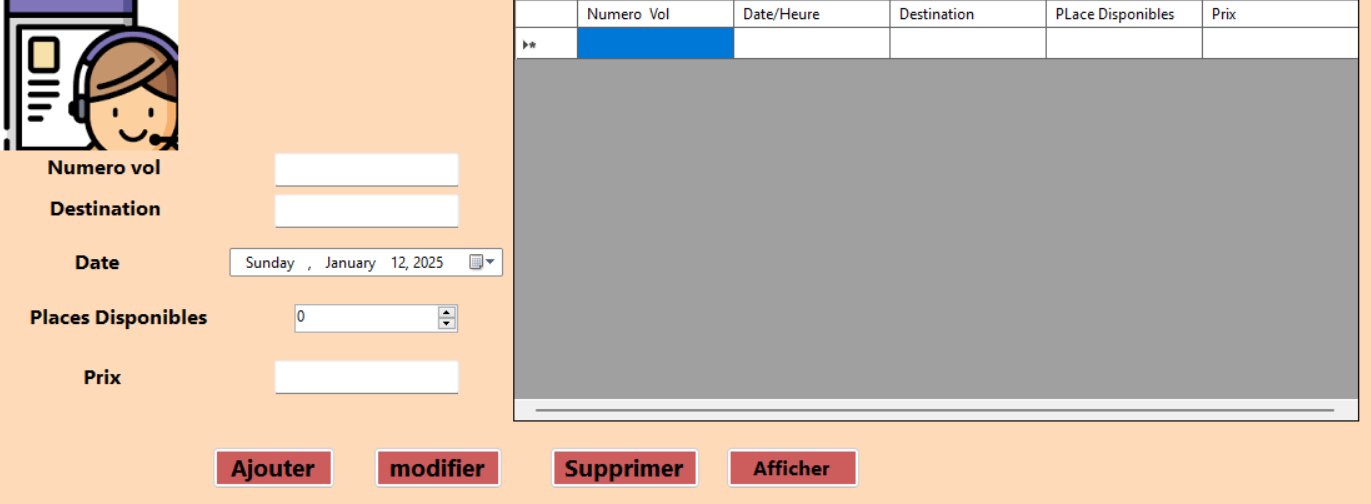 Numero Vol Date/Heure Destination PLace Disponibles Prix
Numero vol
Destination
Date Sunday , January 12, 2025
Places Disponibles 0
Prix
Ajouter modifier Supprimer Afficher